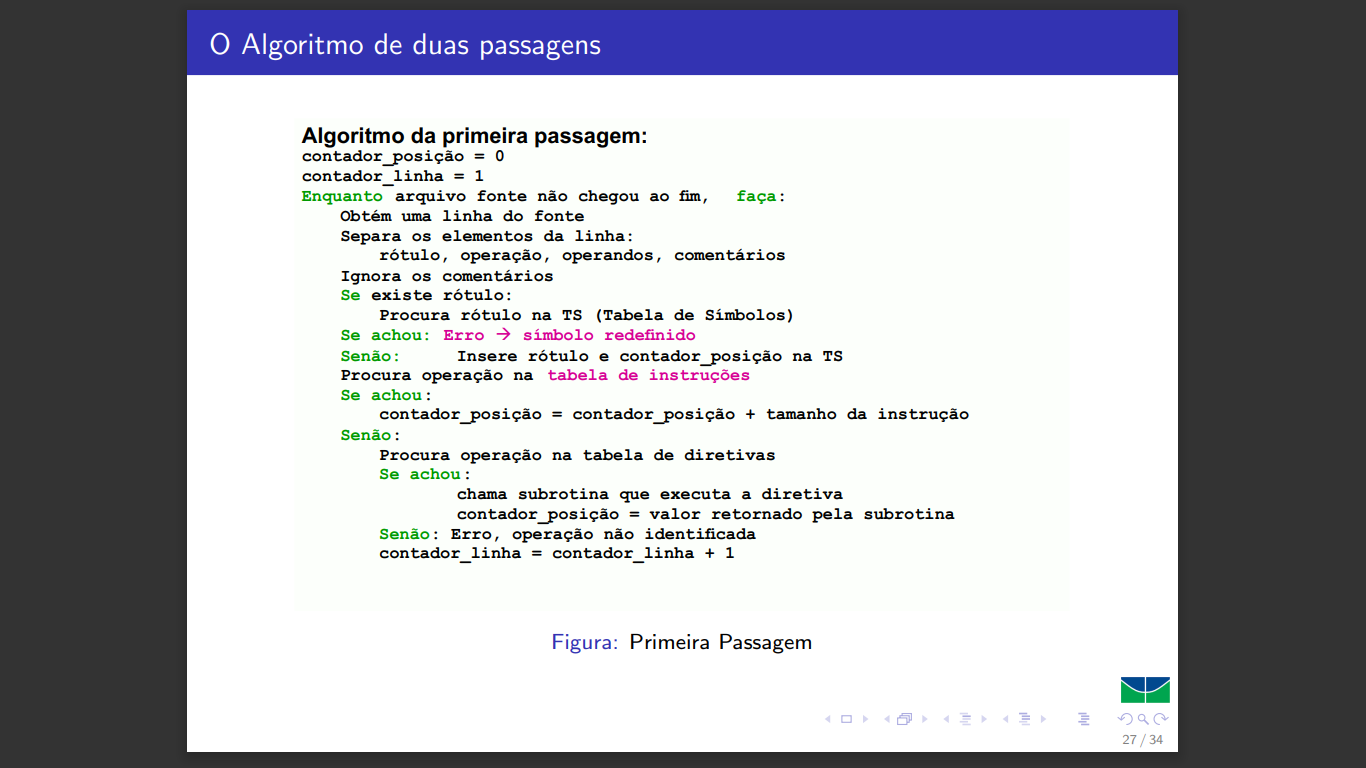 O Algoritmo de duas passagens
Algoritmo da primeira passagem:
contador_posição = 0
contador_linha = 1
Enquanto arquivo fonte não chegou ao fim, faça:
Obtém uma linha do fonte
Separa os elementos da linha:
rótulo, operação, operandos, comentários
Ignora os comentários
Se existe rótulo:
Procura rótulo na TS (Tabela de Símbolos)
Se achou: Erro → símbolo redefinido
Senão: Insere rótulo e contador_posição na TS
Procura operação na tabela de instruções
Se achou:
contador_posição = contador_posição + tamanho da instrução
Senão:
Procura operação na tabela de diretivas
Se achou:
chama subrotina que executa a diretiva
contador_posição = valor retornado pela subrotina
Senão: Erro, operação não identificada
contador_linha = contador_linha + 1
Figura: Primeira Passagem
27 / 34